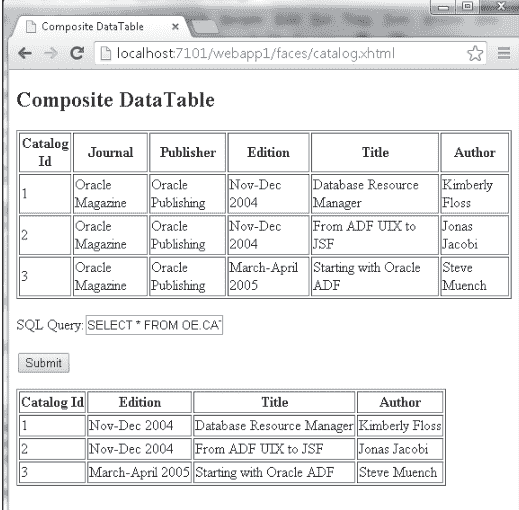 Composite DataTable
localhost:7101/webapp1/faces/catalog.xhtml
Composite DataTable
Catalog Id Journal Publisher Edition Title Author
1 Oracle Magazine Oracle Publishing Nov-Dec 2004 Database Resource Manager Kimberly Floss
2 Oracle Magazine Oracle Publishing Nov-Dec 2004 From ADF UIX to JSF Jonas Jacobi
3 Oracle Magazine Oracle Publishing March-April 2005 Starting with Oracle ADF Steve Muench
SQL Query: SELECT * FROM OE.CAT
Submit
Catalog Id Edition Title Author
1 Nov-Dec 2004 Database Resource Manager Kimberly Floss
2 Nov-Dec 2004 From ADF UIX to JSF Jonas Jacobi
3 March-April 2005 Starting with Oracle ADF Steve Muench